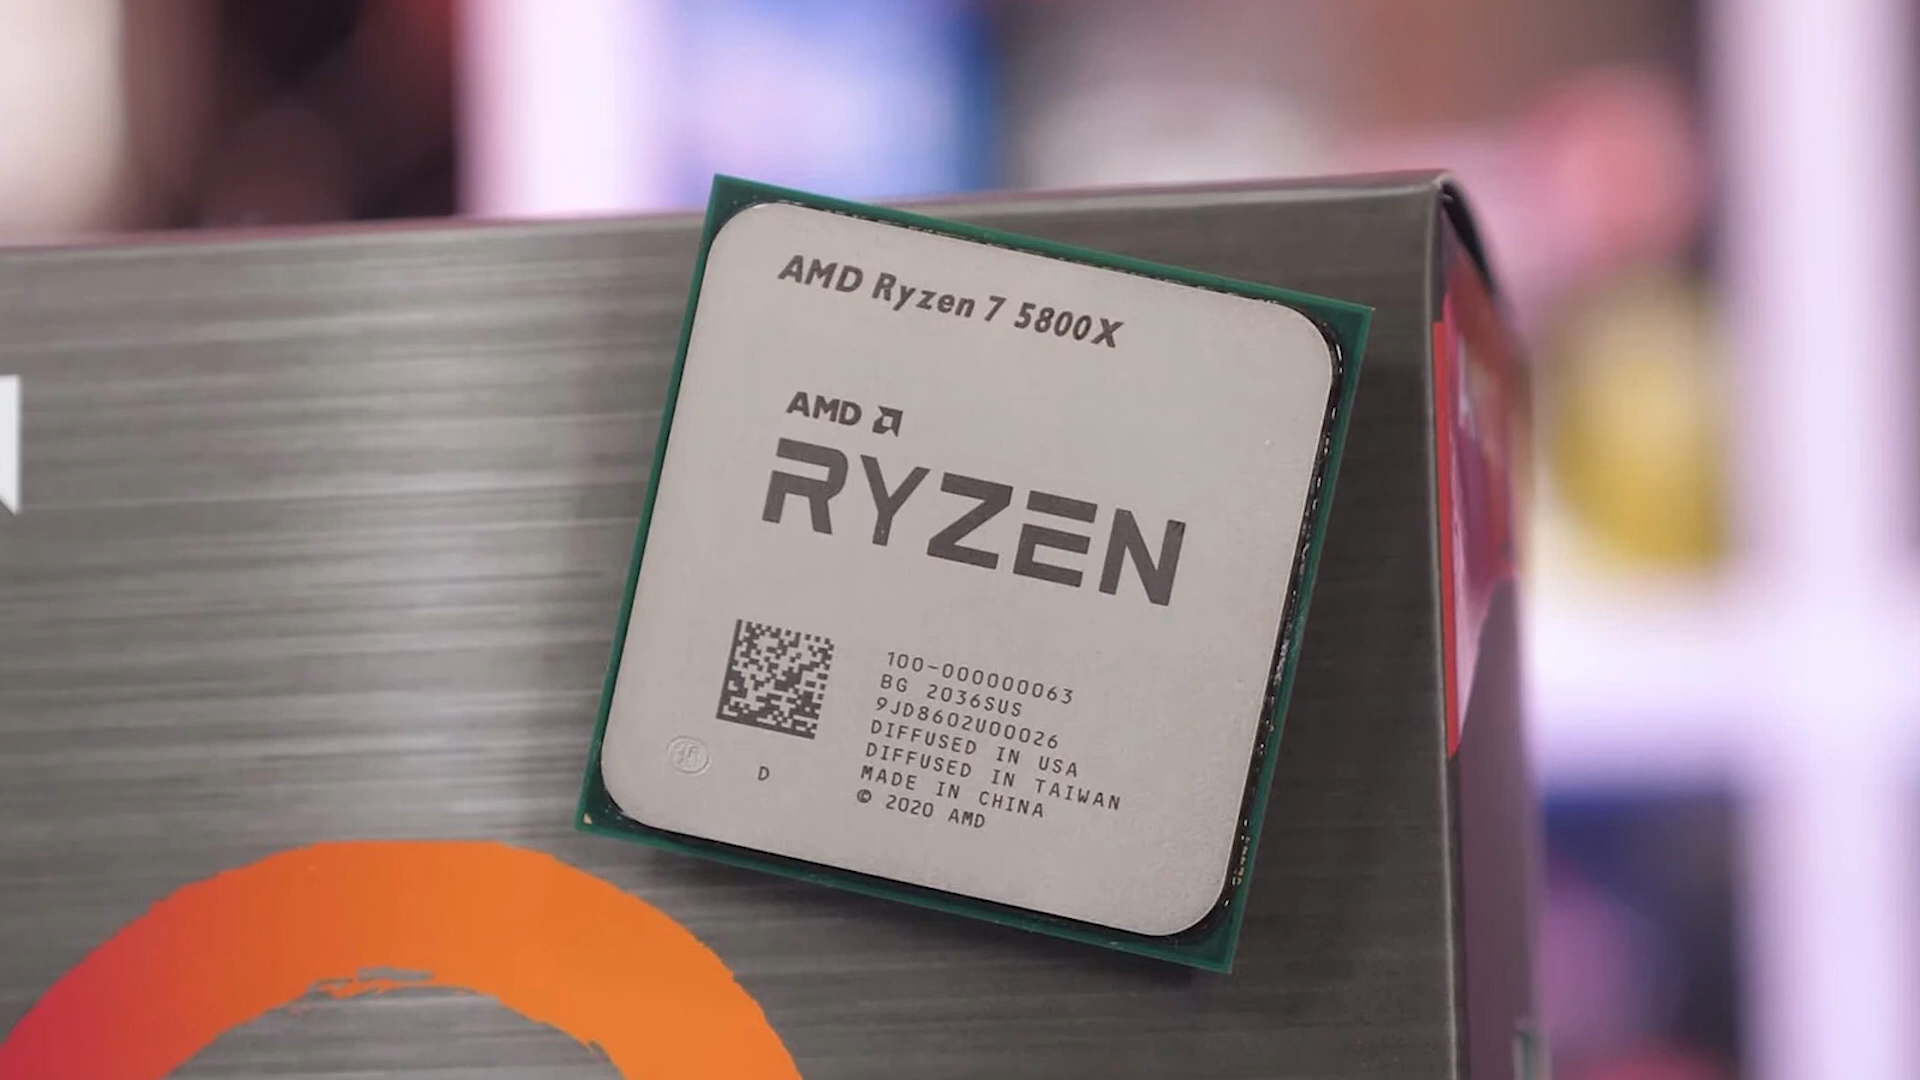 AMD Ryzen 7 5800X
AMD
RYZEN
100-000000063
BG 2036SUS
9JD8602U00026
DIFFUSED IN USA
DIFFUSED IN TAIWAN
MADE IN CHINA
© 2020 AMD
D